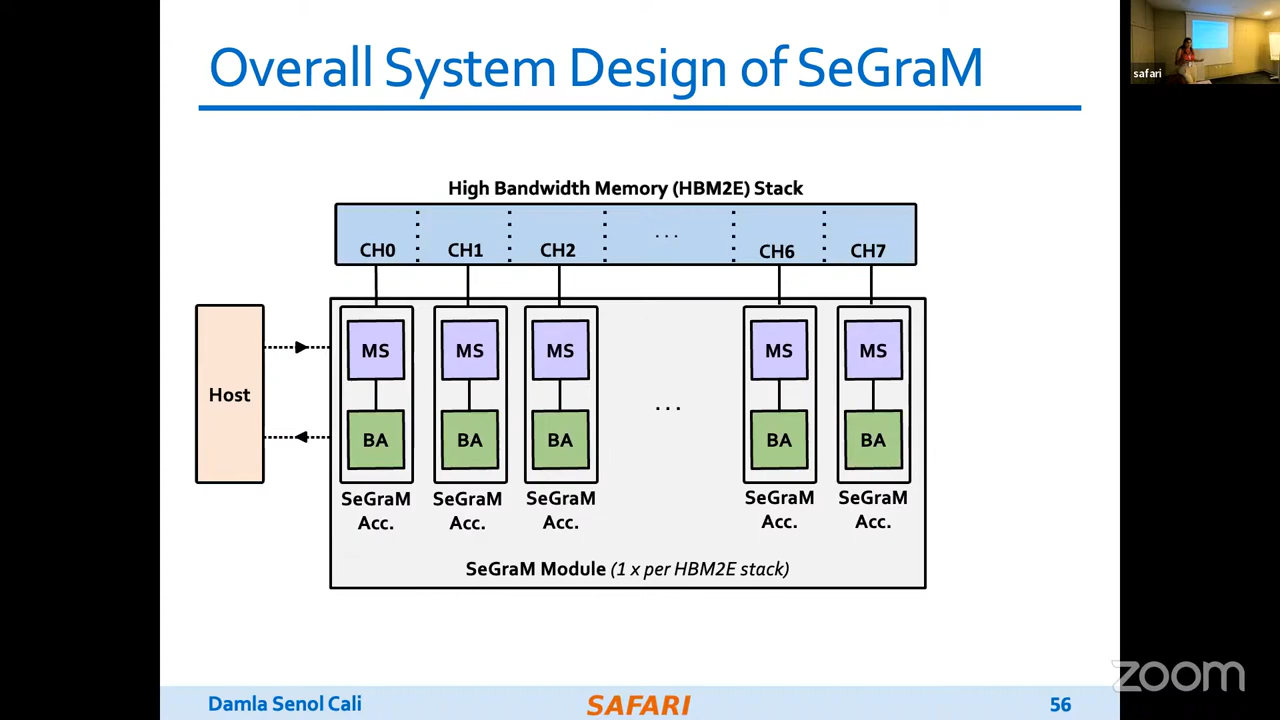 Overall System Design of SeGraM
safari
High Bandwidth Memory (HBM2E) Stack
CH0 CH1 CH2 ... CH6 CH7
Host
MS MS MS MS MS
...
BA BA BA BA BA
SeGraM Acc. SeGraM Acc. SeGraM Acc. SeGraM Acc. SeGraM Acc.
SeGraM Module (1 x per HBM2E stack)
zoom
Damla Senol Cali SAFARI 56